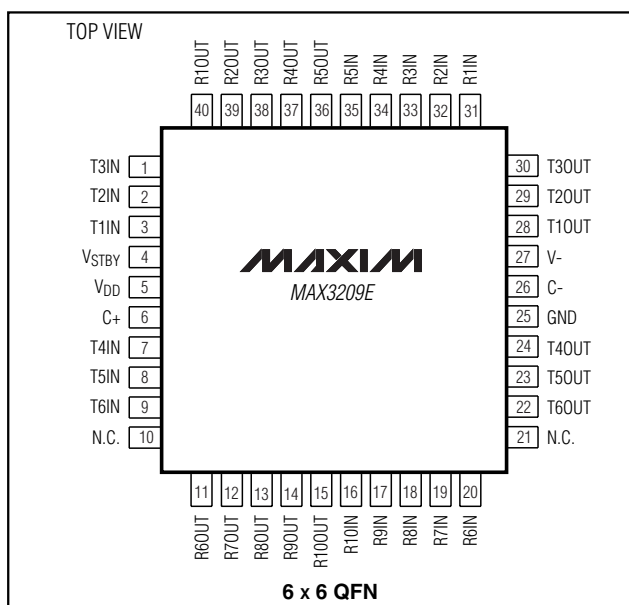 TOP VIEW
R1OUT R2OUT R3OUT R4OUT R5OUT R5IN R4IN R3IN R2IN R1IN
40 39 38 37 36 35 34 33 32 31
T3IN 1
T2IN 2
T1IN 3
VSTBY 4
VDD 5
C+ 6
T4IN 7
T5IN 8
T6IN 9
N.C. 10
MAXIM
MAX3209E
30 T3OUT
29 T2OUT
28 T1OUT
27 V-
26 C-
25 GND
24 T4OUT
23 T5OUT
22 T6OUT
21 N.C.
11 12 13 14 15 16 17 18 19 20
R6OUT R7OUT R8OUT R9OUT R10OUT R10IN R9IN R8IN R7IN R6IN
6 x 6 QFN